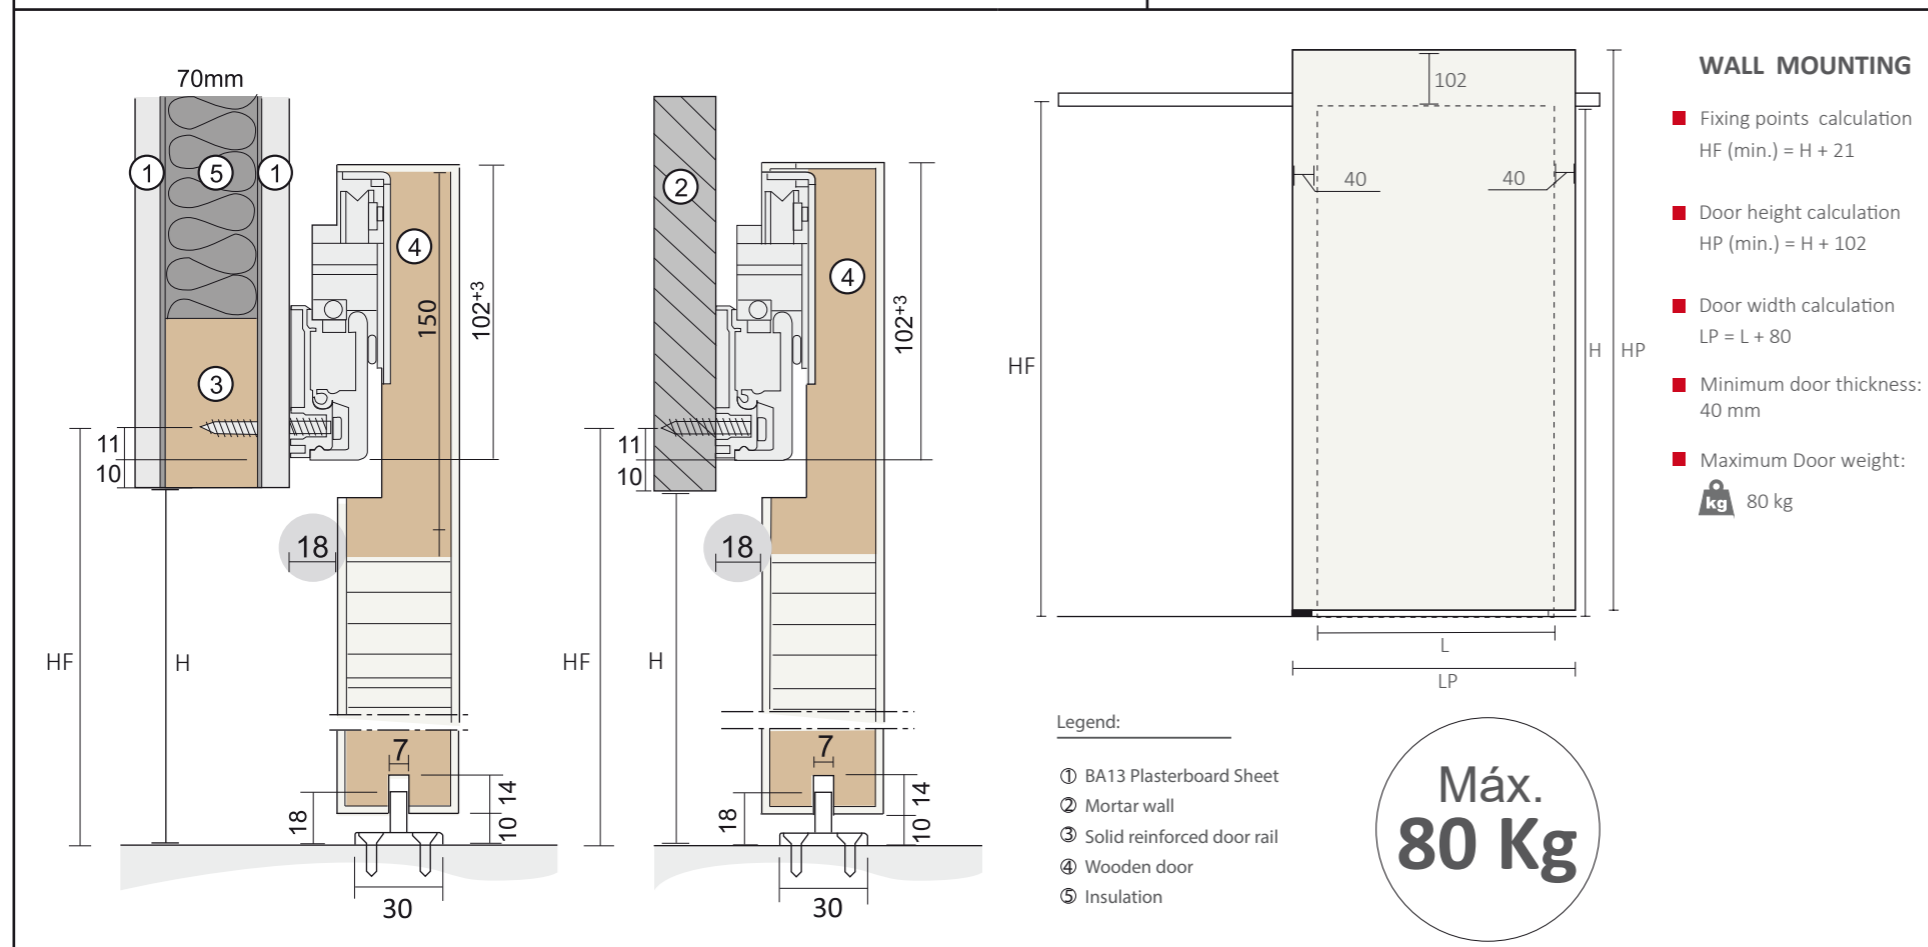 70mm
1
5
1
4
3
150
102+3
11
10
18
HF
H
7
18
14
10
30
2
4
102+3
11
10
18
HF
H
7
18
14
10
30
102
40
40
HF
H
HP
L
LP
WALL MOUNTING
Fixing points calculation
HF (min.) = H + 21
Door height calculation
HP (min.) = H + 102
Door width calculation
LP = L + 80
Minimum door thickness:
40 mm
Maximum Door weight:
kg 80 kg
Legend:
① BA13 Plasterboard Sheet
② Mortar wall
③ Solid reinforced door rail
④ Wooden door
⑤ Insulation
Máx.
80 Kg